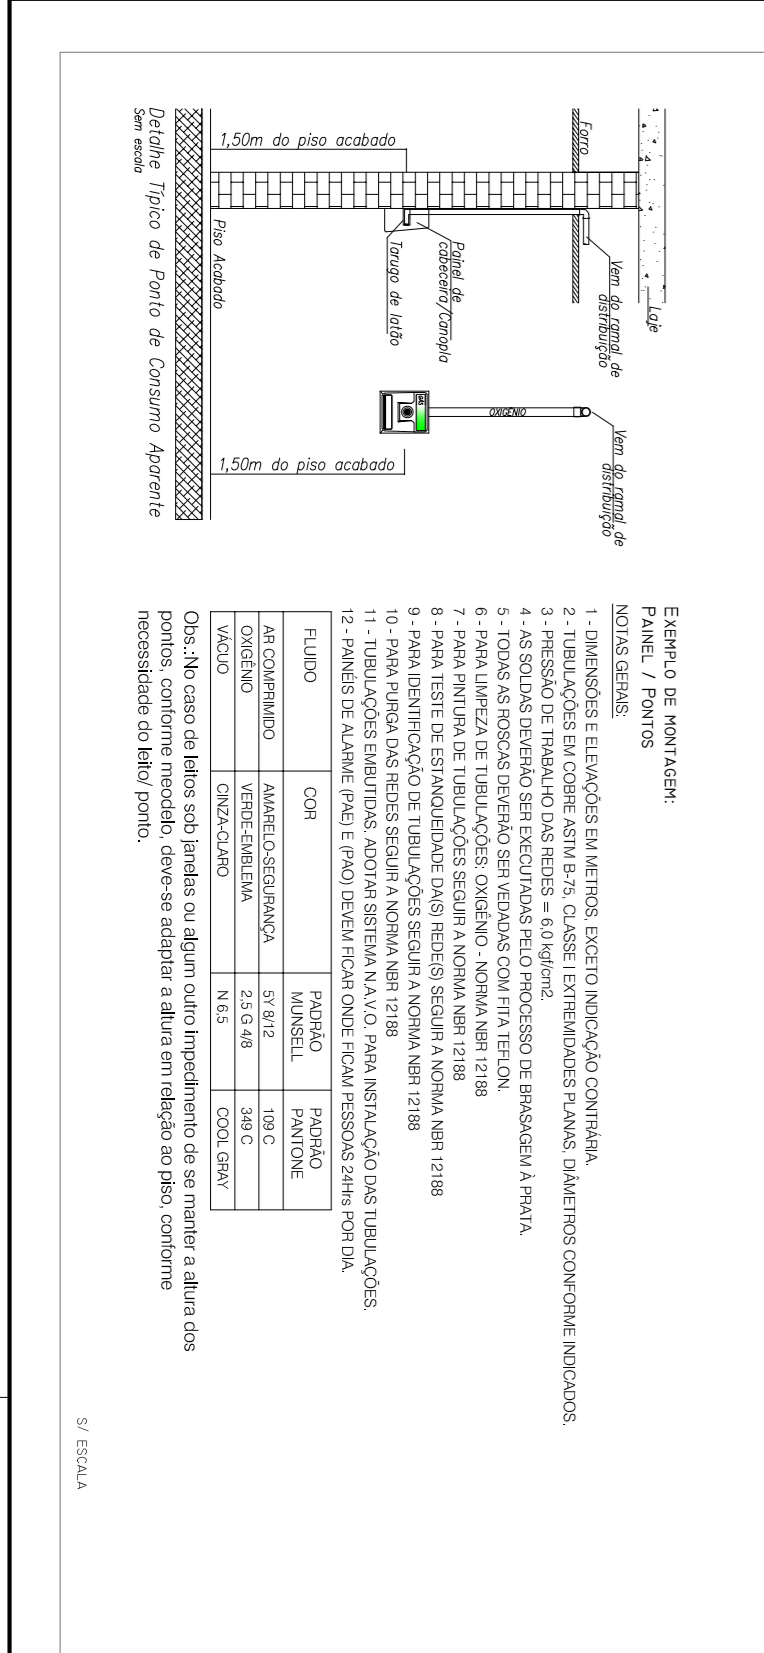 EXEMPLO DE MONTAGEM:
PAINEL / PONTOS
NOTAS GERAIS:
1 - DIMENSÕES E ELEVAÇÕES EM METROS, EXCETO INDICAÇÃO CONTRÁRIA.
2 - TUBULAÇÕES EM COBRE ASTM B-75, CLASSE I EXTREMIDADES PLANAS, DIÂMETROS CONFORME INDICADOS.
3 - PRESSÃO DE TRABALHO DAS REDES = 6,0 kgf/cm2.
4 - AS SOLDAS DEVERÃO SER EXECUTADAS PELO PROCESSO DE BRASAGEM À PRATA.
5 - TODAS AS ROSCAS DEVERÃO SER VEDADAS COM FITA TEFLON.
6 - PARA LIMPEZA DE TUBULAÇÕES: OXIGÊNIO - NORMA NBR 12188
7 - PARA PINTURA DE TUBULAÇÕES SEGUIR A NORMA NBR 12188
8 - PARA TESTE DE ESTANQUEIDADE DA(S) REDE(S) SEGUIR A NORMA NBR 12188
9 - PARA IDENTIFICAÇÃO DE TUBULAÇÕES SEGUIR A NORMA NBR 12188
10 - PARA PURGA DAS REDES SEGUIR A NORMA NBR 12188
11 - TUBULAÇÕES EMBUTIDAS, ADOTAR SISTEMA N.A.V.O. PARA INSTALAÇÃO DAS TUBULAÇÕES.
12 - PAINÉIS DE ALARME (PAE) E (PAO) DEVEM FICAR ONDE FICAM PESSOAS 24Hrs POR DIA.
FLUIDO COR PADRÃO MUNSELL PADRÃO PANTONE
AR COMPRIMIDO AMARELO-SEGURANÇA 5Y 8/12 109 C
OXIGÊNIO VERDE-EMBLEMA 2,5 G 4/8 349 C
VÁCUO CINZA-CLARO N 6,5 COOL GRAY
Obs.:No caso de leitos sob janelas ou algum outro impedimento de se manter a altura dos
pontos, conforme meodelo, deve-se adaptar a altura em relação ao piso, conforme
necessidade do leito/ ponto.
Laje
Forro
Vem do ramal de
distribuição
Vem do ramal de
distribuição
OXIGÊNIO
GÁS
Painel de
cabeceira/Canopla
Tarugo de latão
1,50m do piso acabado
1,50m do piso acabado
Piso Acabado
Detalhe Típico de Ponto de Consumo Aparente
Sem escala
S/ ESCALA